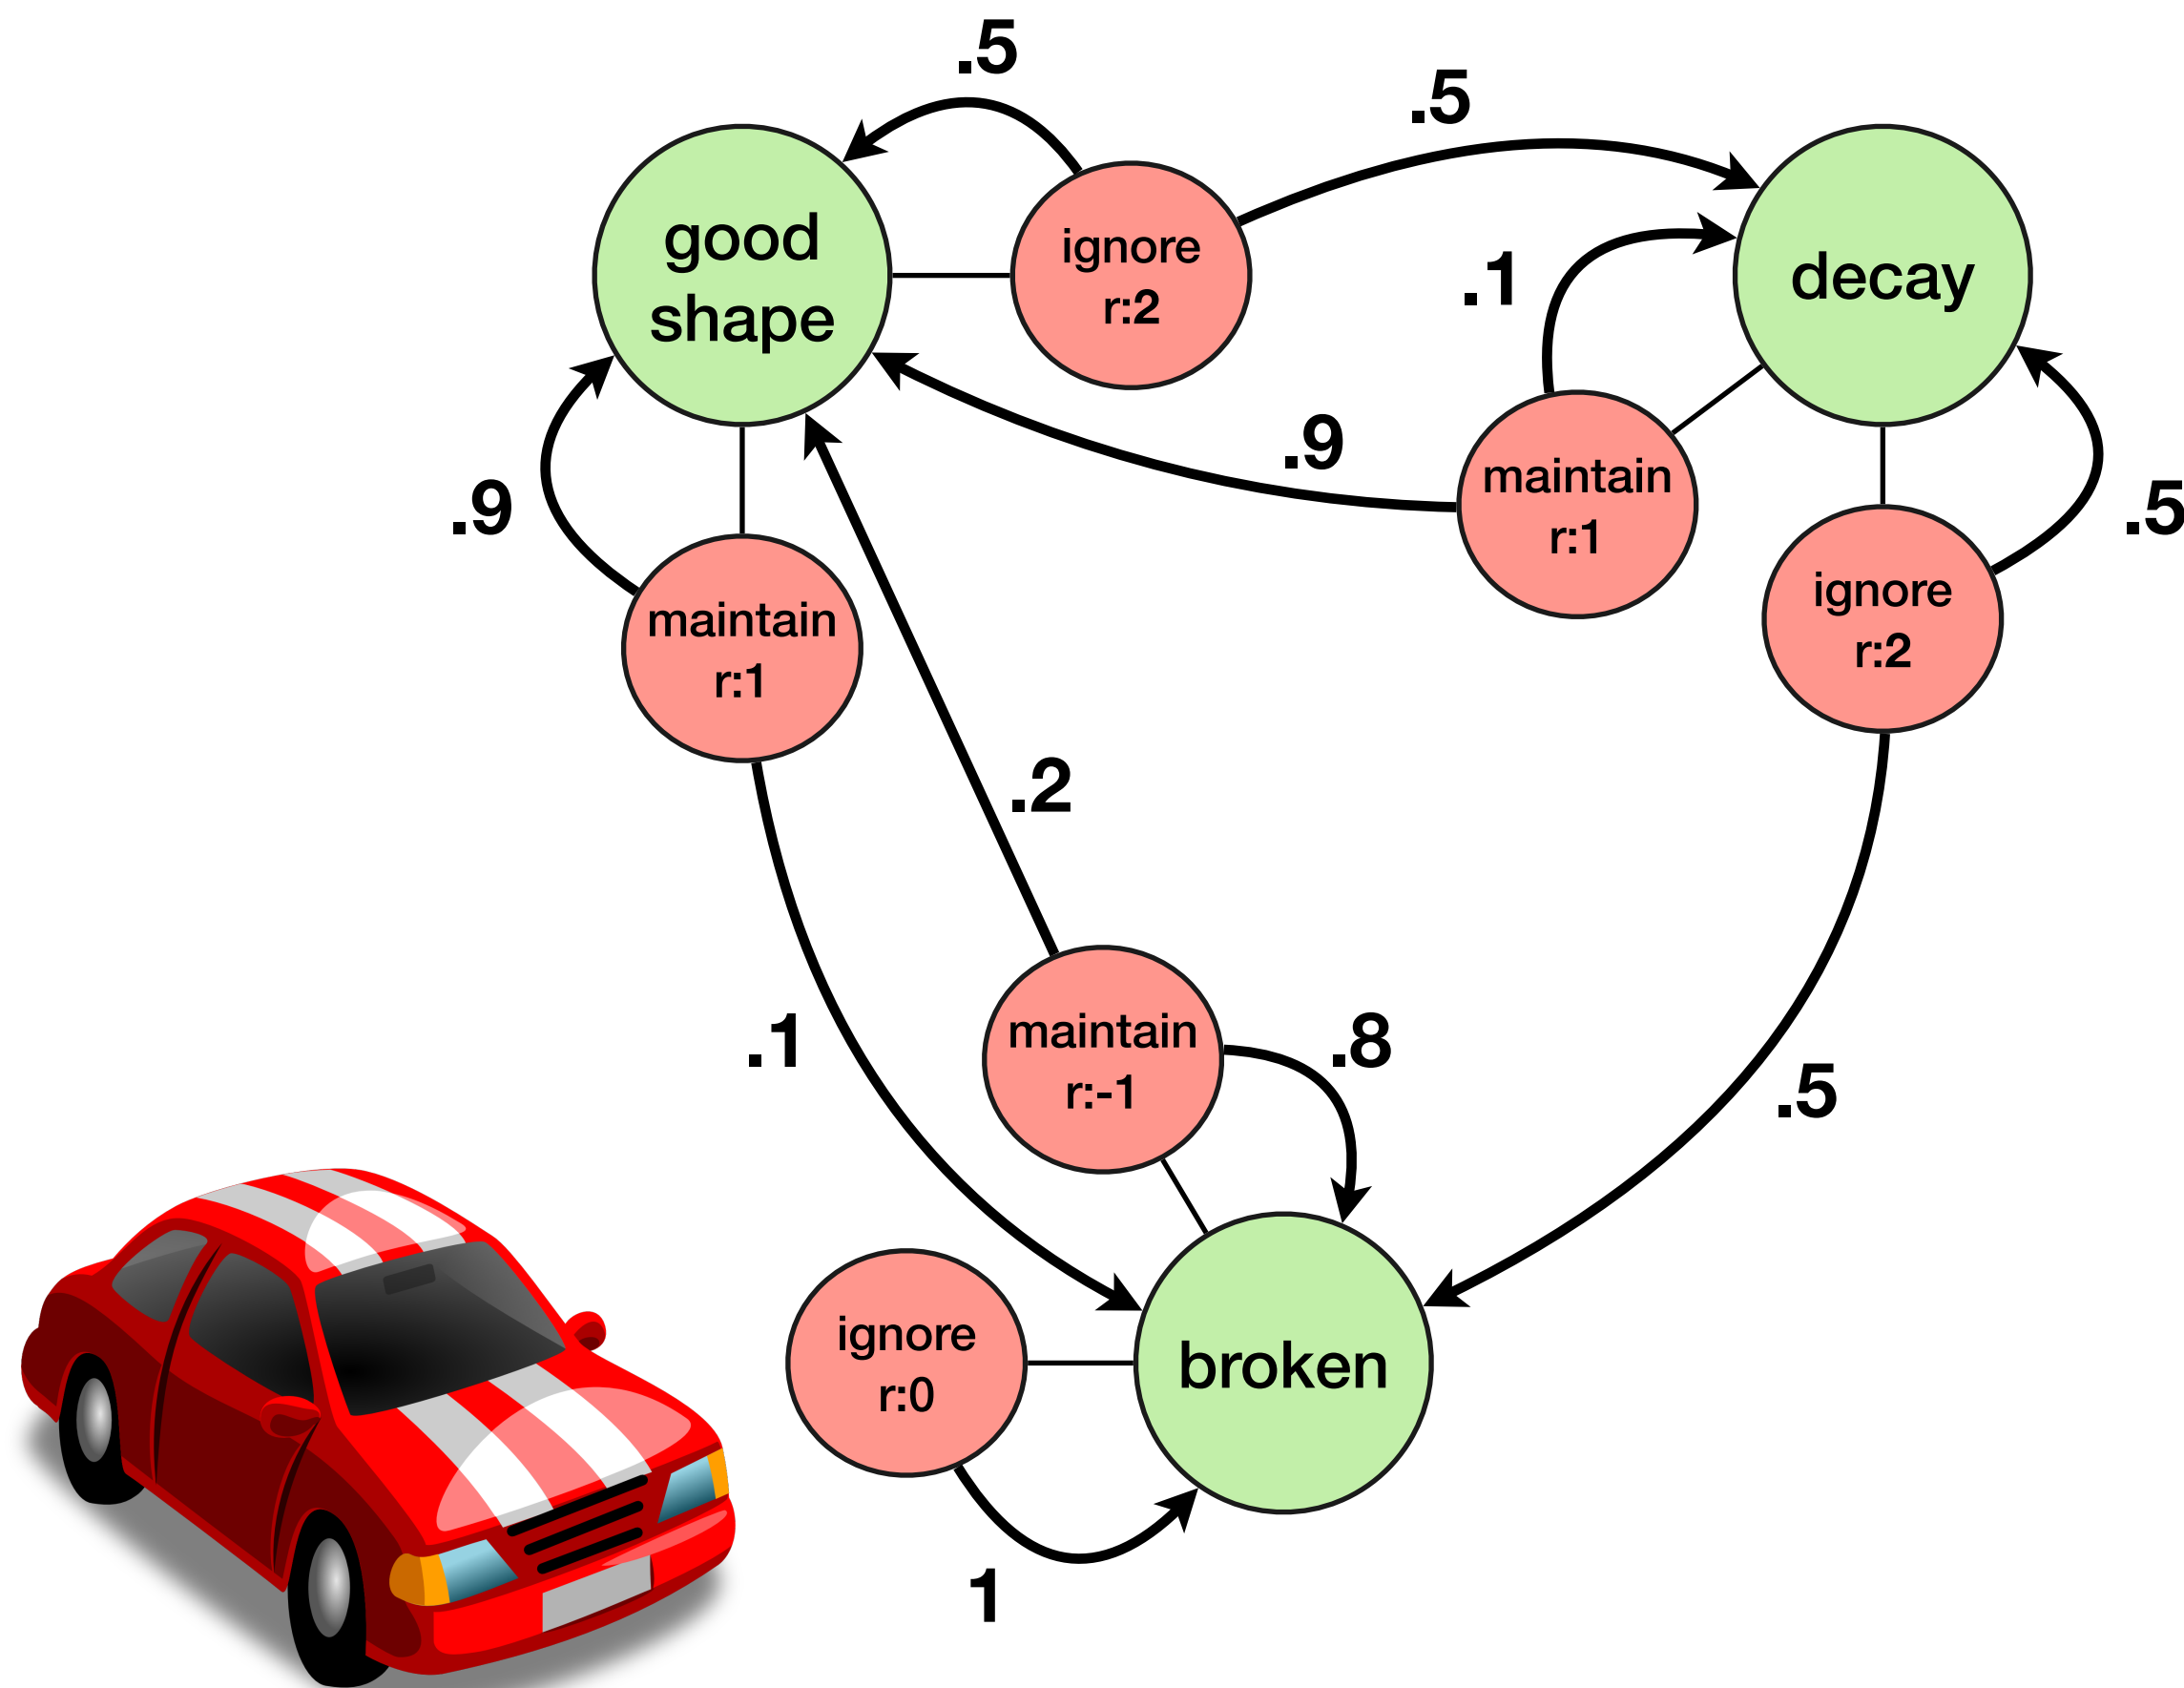 .5
.5
good
shape
ignore
r:2
decay
.1
.9
maintain
r:1
.9
.5
ignore
r:2
maintain
r:1
.2
maintain
r:-1
.1
.8
.5
ignore
r:0
broken
1